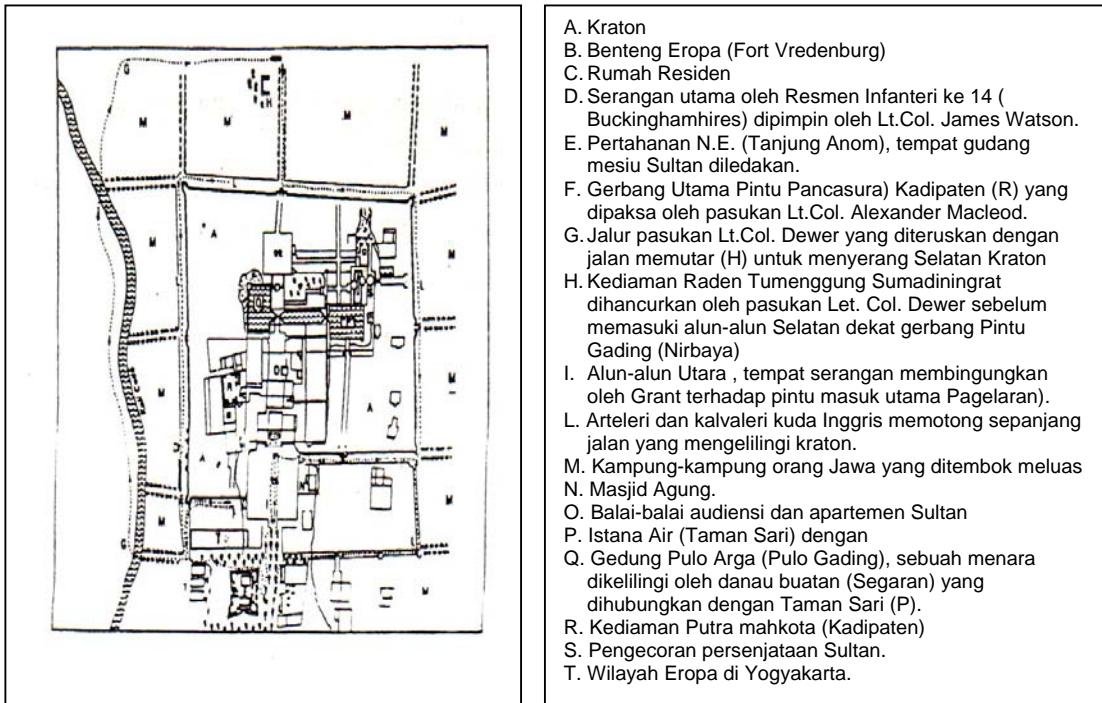 A. Kraton
B. Benteng Eropa (Fort Vredenburg)
C. Rumah Residen
D. Serangan utama oleh Resmen Infanteri ke 14 (
Buckinghamhires) dipimpin oleh Lt.Col. James Watson.
E. Pertahanan N.E. (Tanjung Anom), tempat gudang
mesiu Sultan diledakan.
F. Gerbang Utama Pintu Pancasura) Kadipaten (R) yang
dipaksa oleh pasukan Lt.Col. Alexander Macleod.
G. Jalur pasukan Lt.Col. Dewer yang diteruskan dengan
jalan memutar (H) untuk menyerang Selatan Kraton
H. Kediaman Raden Tumenggung Sumadiningrat
dihancurkan oleh pasukan Let. Col. Dewer sebelum
memasuki alun-alun Selatan dekat gerbang Pintu
Gading (Nirbaya)
I. Alun-alun Utara , tempat serangan membingungkan
oleh Grant terhadap pintu masuk utama Pagelaran).
L. Arteleri dan kalvaleri kuda Inggris memotong sepanjang
jalan yang mengelilingi kraton.
M. Kampung-kampung orang Jawa yang ditembok meluas
N. Masjid Agung.
O. Balai-balai audiensi dan apartemen Sultan
P. Istana Air (Taman Sari) dengan
Q. Gedung Pulo Arga (Pulo Gading), sebuah menara
dikelilingi oleh danau buatan (Segaran) yang
dihubungkan dengan Taman Sari (P).
R. Kediaman Putra mahkota (Kadipaten)
S. Pengecoran persenjataan Sultan.
T. Wilayah Eropa di Yogyakarta.
G
H
M
M
M
L
M
A
M
M
L
M
R
A
M
D
A
M
M
N
M
G
L
T
M